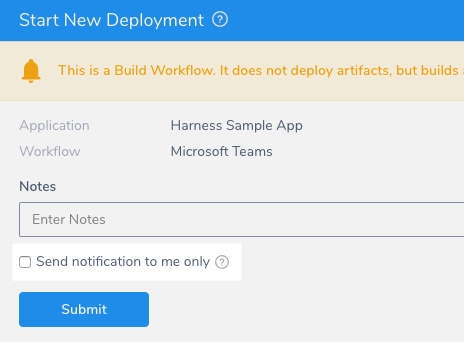 Start New Deployment ?
This is a Build Workflow. It does not deploy artifacts, but builds
Application Harness Sample App
Workflow Microsoft Teams
Notes
Enter Notes
Send notification to me only ?
Submit